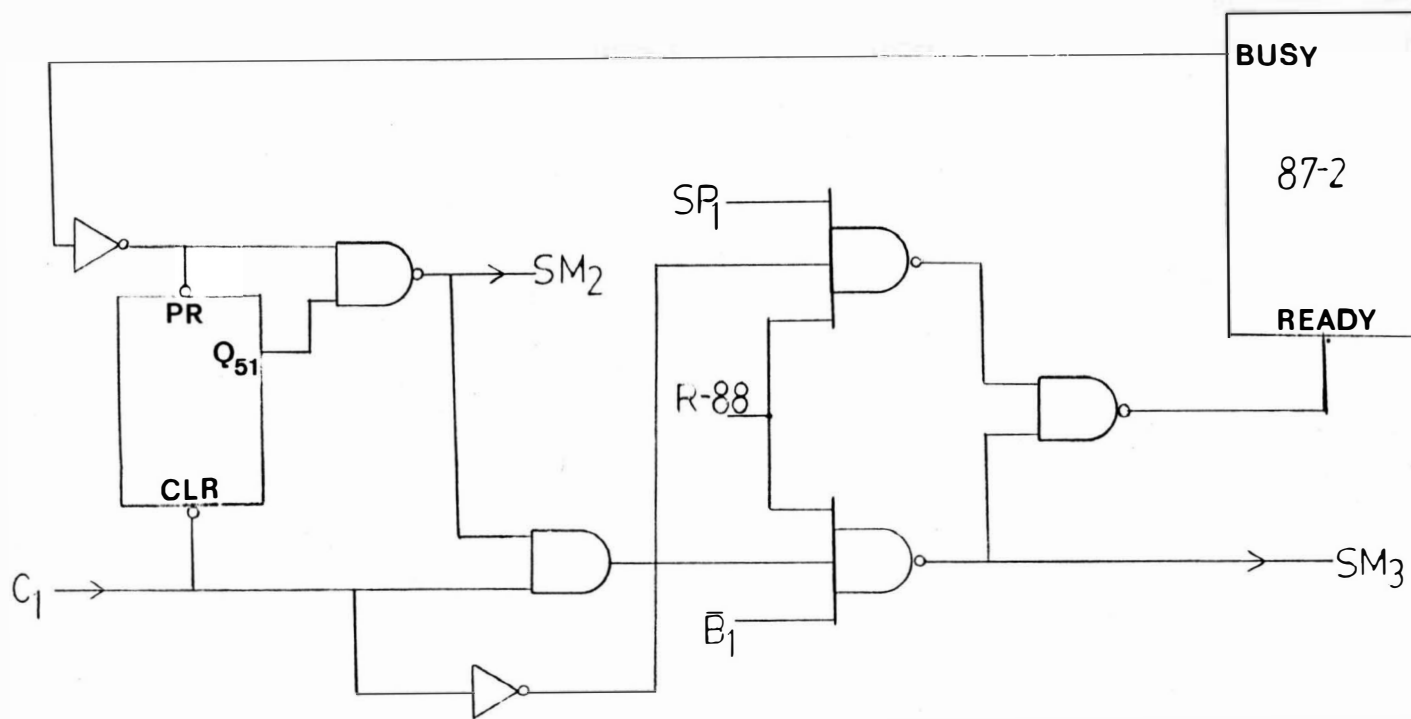 BUSY
87-2
SP₁
SM₂
PR
Q₅₁
READY
R-88
CLR
C₁
SM₃
B̅₁